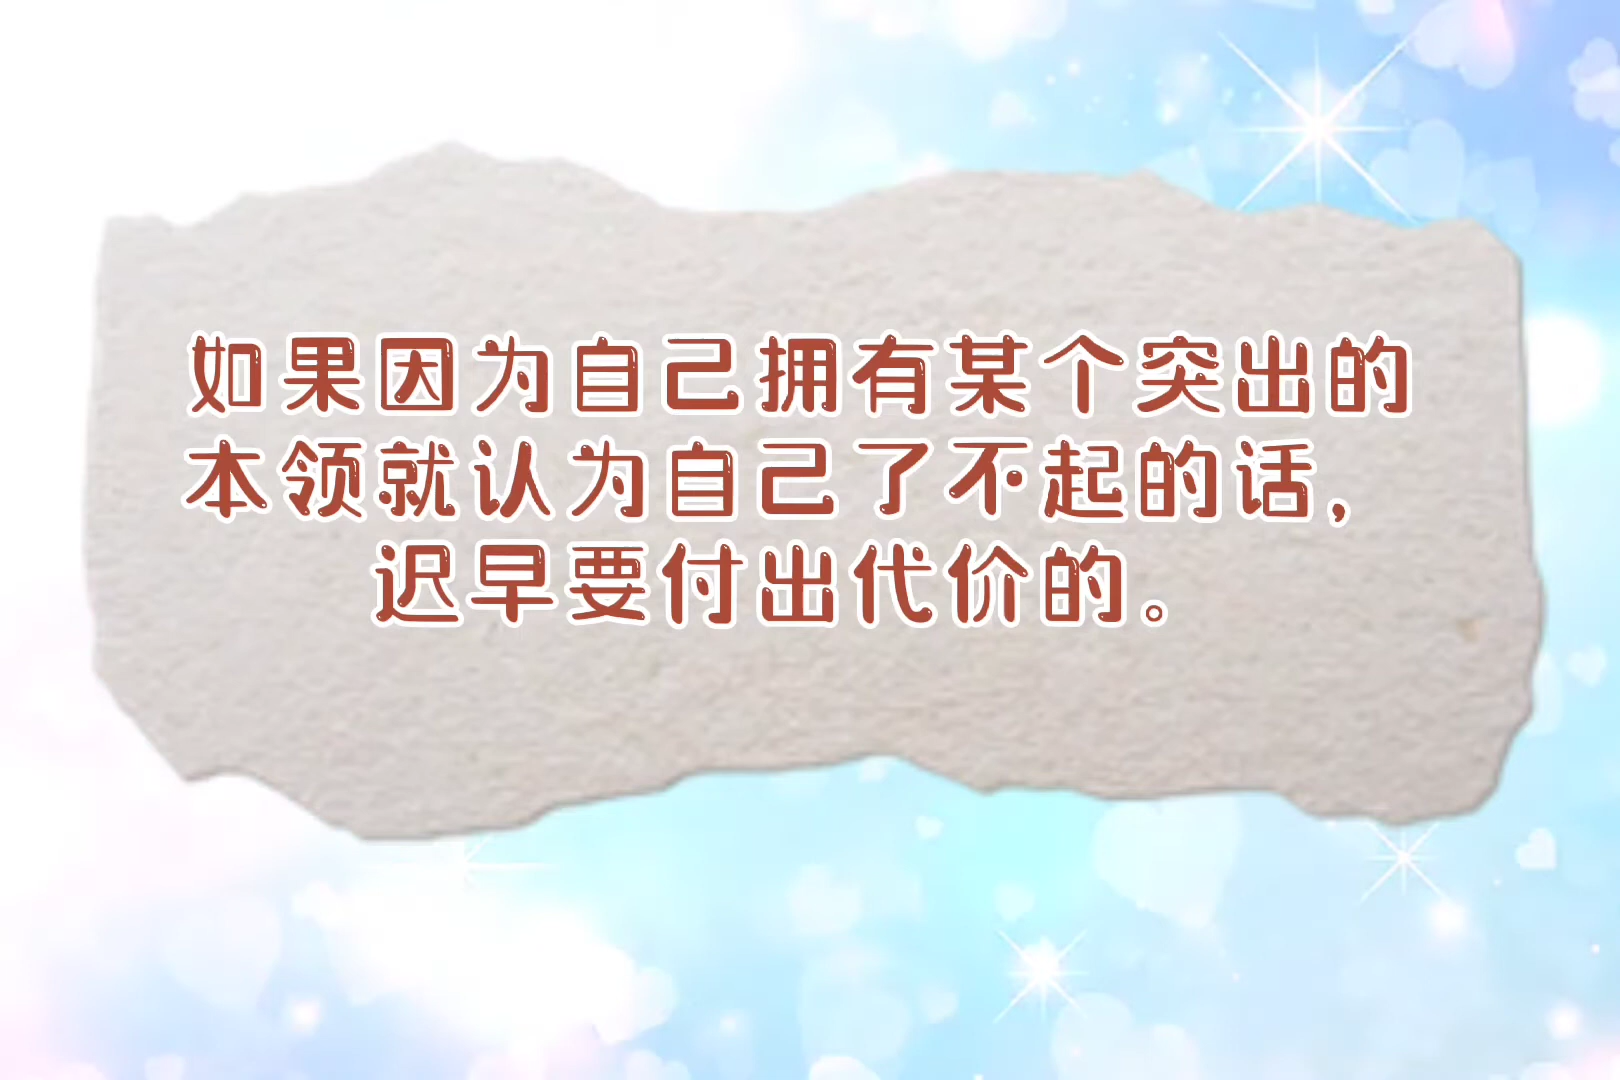 如果因为自己拥有某个突出的
本领就认为自己了不起的话，
迟早要付出代价的。